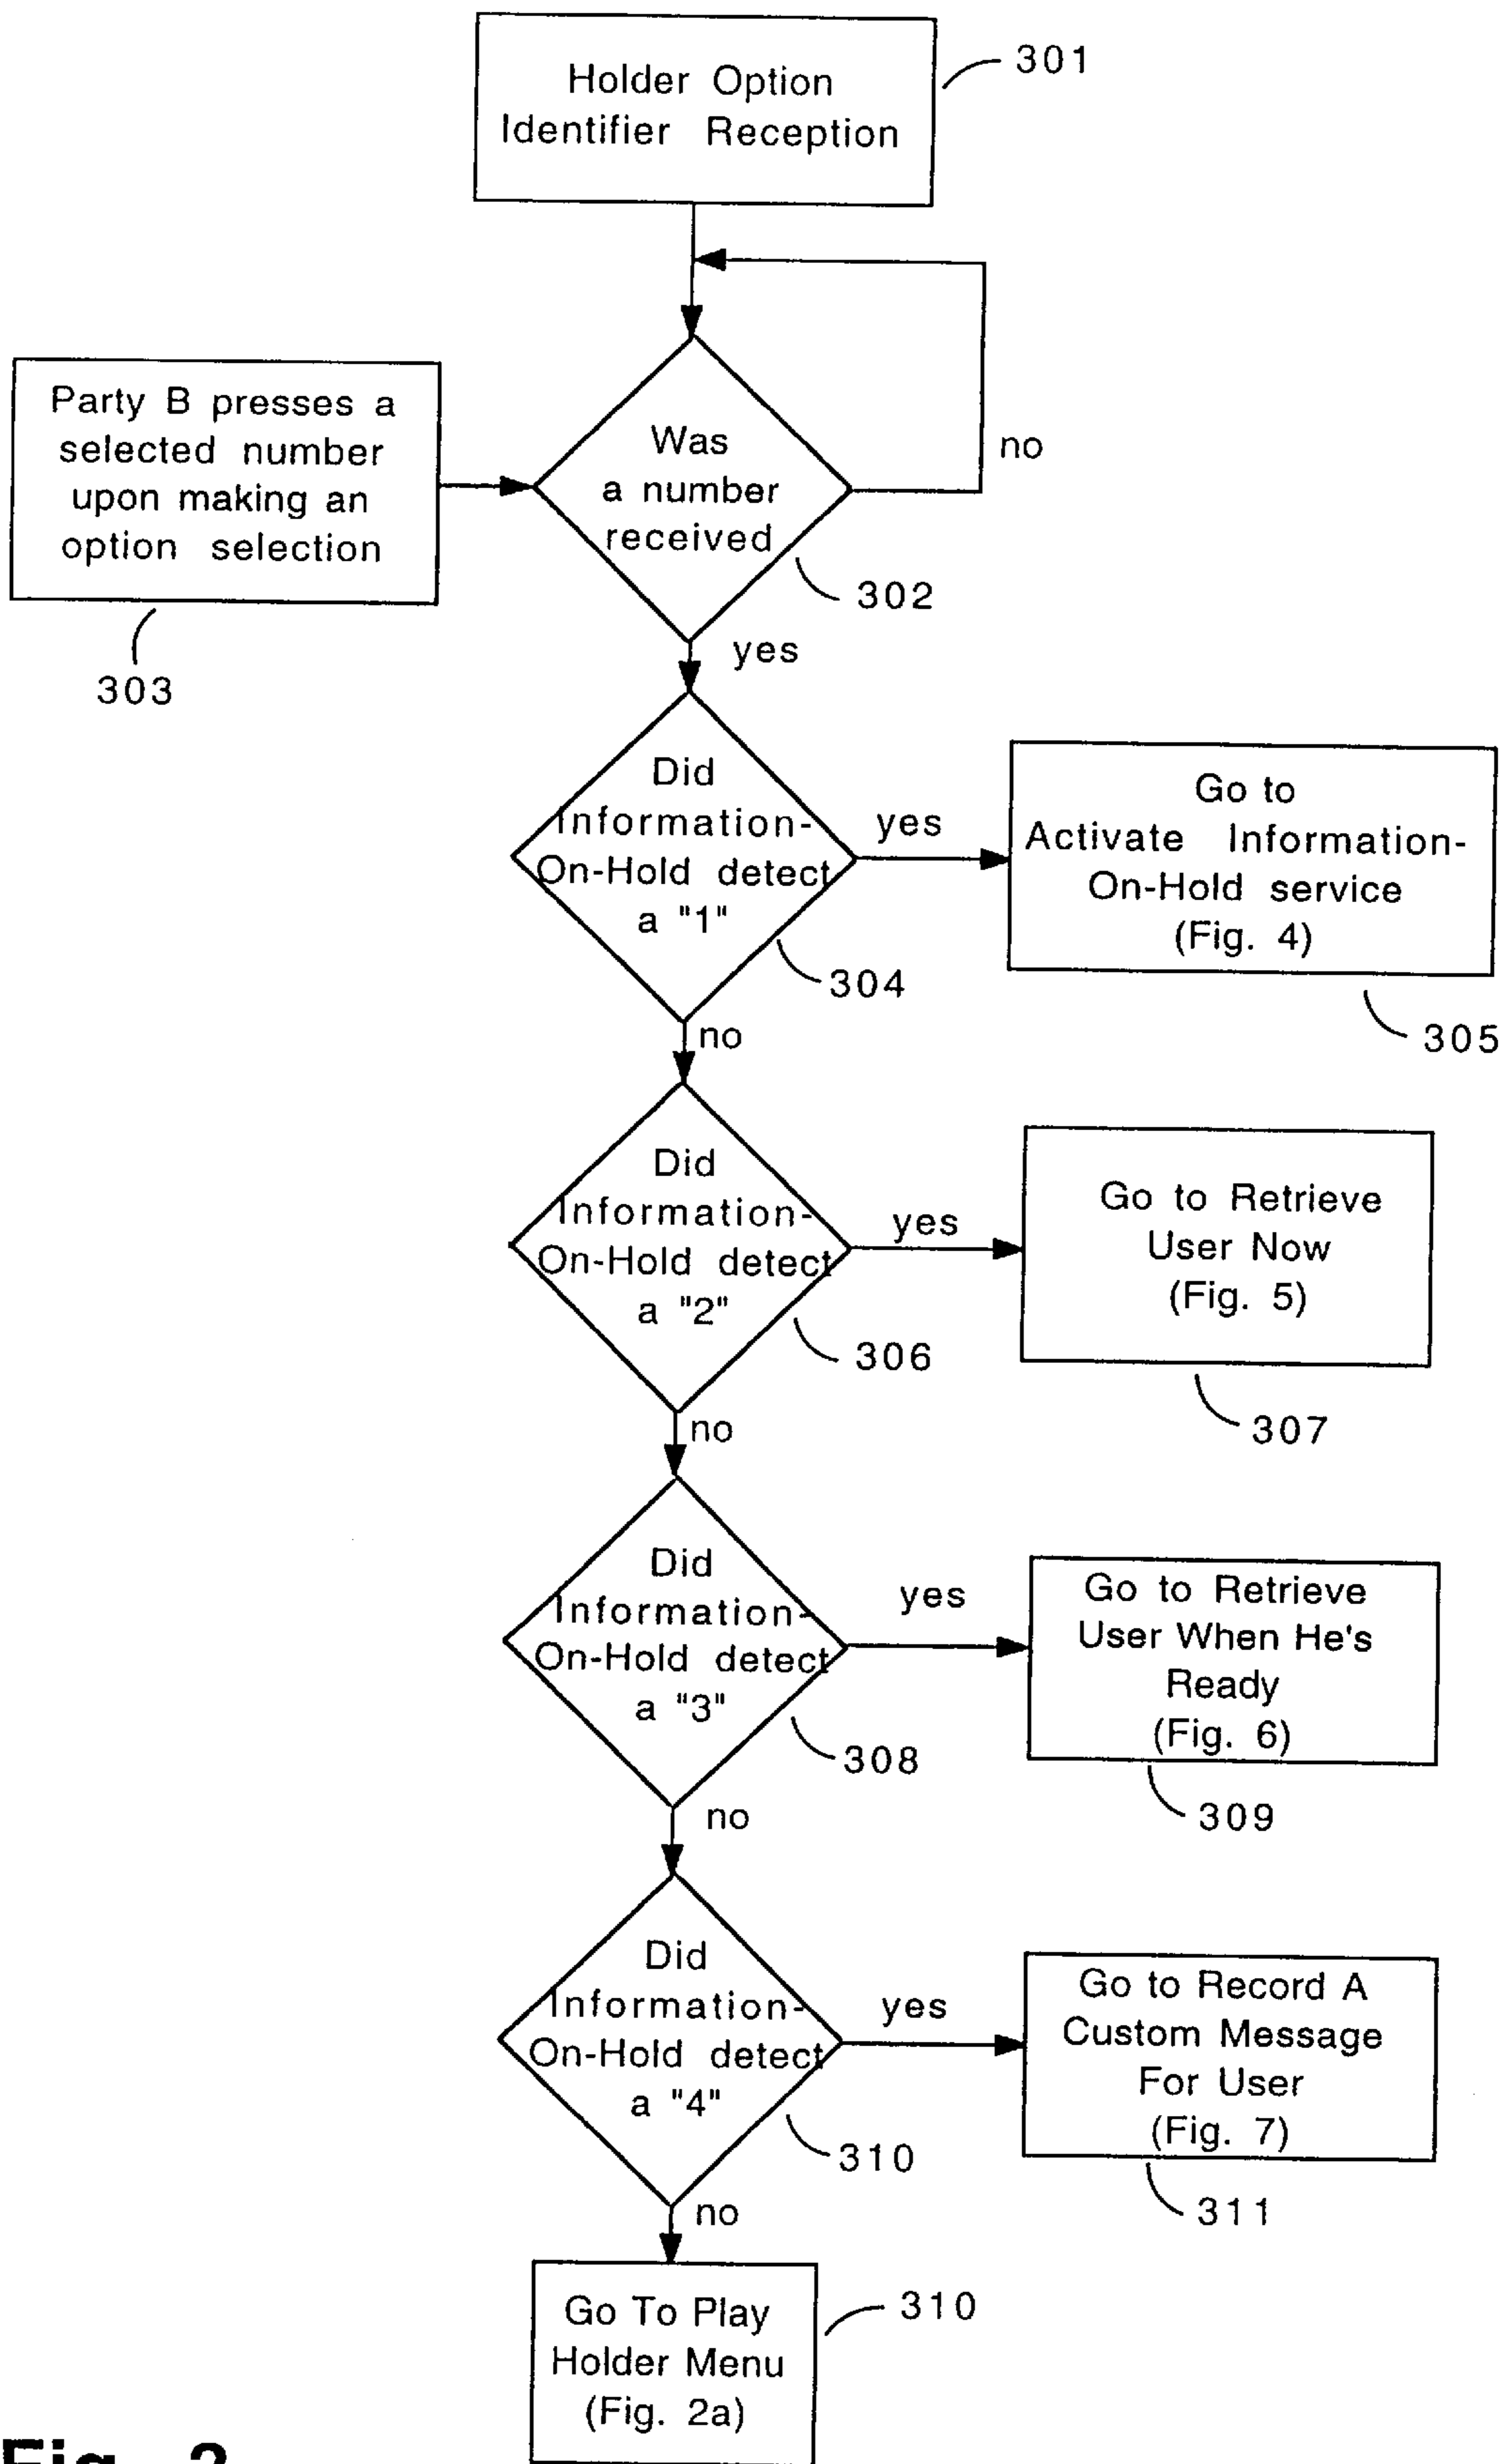 Holder Option
Identifier Reception
301
Party B presses a
selected number
upon making an
option selection
303
Was
a number
received
no
302
yes
Did
Information-
On-Hold detect
a "1"
yes
304
Go to
Activate Information-
On-Hold service
(Fig. 4)
305
no
Did
Information-
On-Hold detect
a "2"
yes
306
Go to Retrieve
User Now
(Fig. 5)
307
no
Did
Information-
On-Hold detect
a "3"
yes
308
Go to Retrieve
User When He's
Ready
(Fig. 6)
309
no
Did
Information-
On-Hold detect
a "4"
yes
310
Go to Record A
Custom Message
For User
(Fig. 7)
311
no
Go To Play
Holder Menu
(Fig. 2a)
310
Fig.